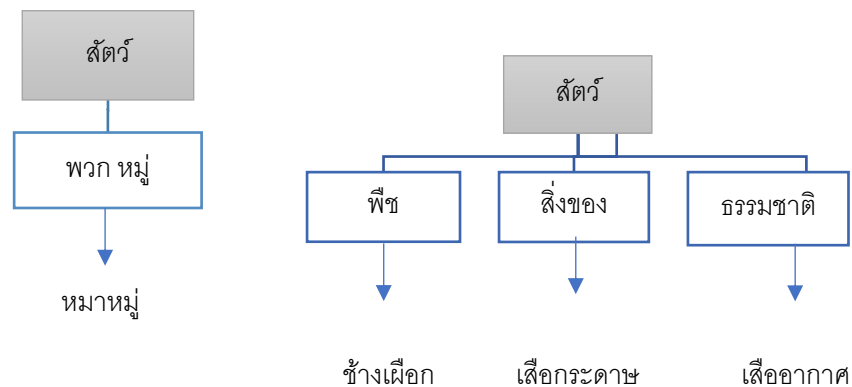 สัตว์
พวก หมู่
หมาหมู่
สัตว์
พืช สิ่งของ ธรรมชาติ
ช้างเผือก เสือกระดาษ เสืออากาศ